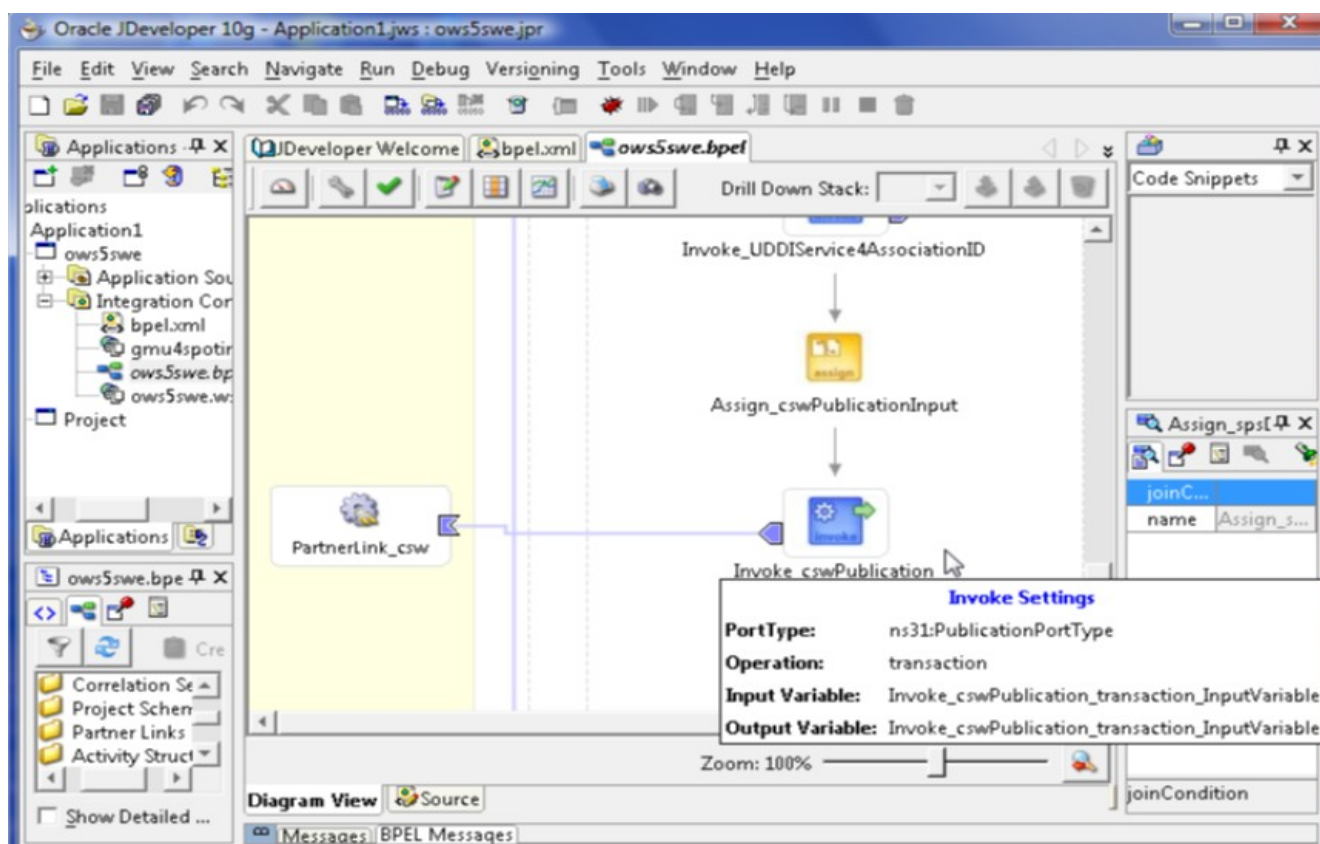 Oracle JDeveloper 10g - Application1.jws : ows5swe.jpr
File Edit View Search Navigate Run Debug Versioning Tools Window Help
Applications
JDeveloper Welcome
bpel.xml
ows5swe.bpel
Code Snippets
Drill Down Stack:
plications
Application1
ows5swe
Application Sou
Integration Cor
bpel.xml
gmu4spotin
ows5swe.bp
ows5swe.w
Project
Applications
Invoke_UDDIService4AssociationID
assign
Assign_cswPublicationInput
PartnerLink_csw
invoke
Invoke_cswPublication
Invoke Settings
PortType: ns31:PublicationPortType
Operation: transaction
Input Variable: Invoke_cswPublication_transaction_InputVariable
Output Variable: Invoke_cswPublication_transaction_InputVariable
Assign_sps[
joinC...
name Assign_s...
joinCondition
ows5swe.bpe
Cre
Correlation Se
Project Schem
Partner Links
Activity Struct
Show Detailed ...
Zoom: 100%
Diagram View
Source
Messages
BPEL Messages